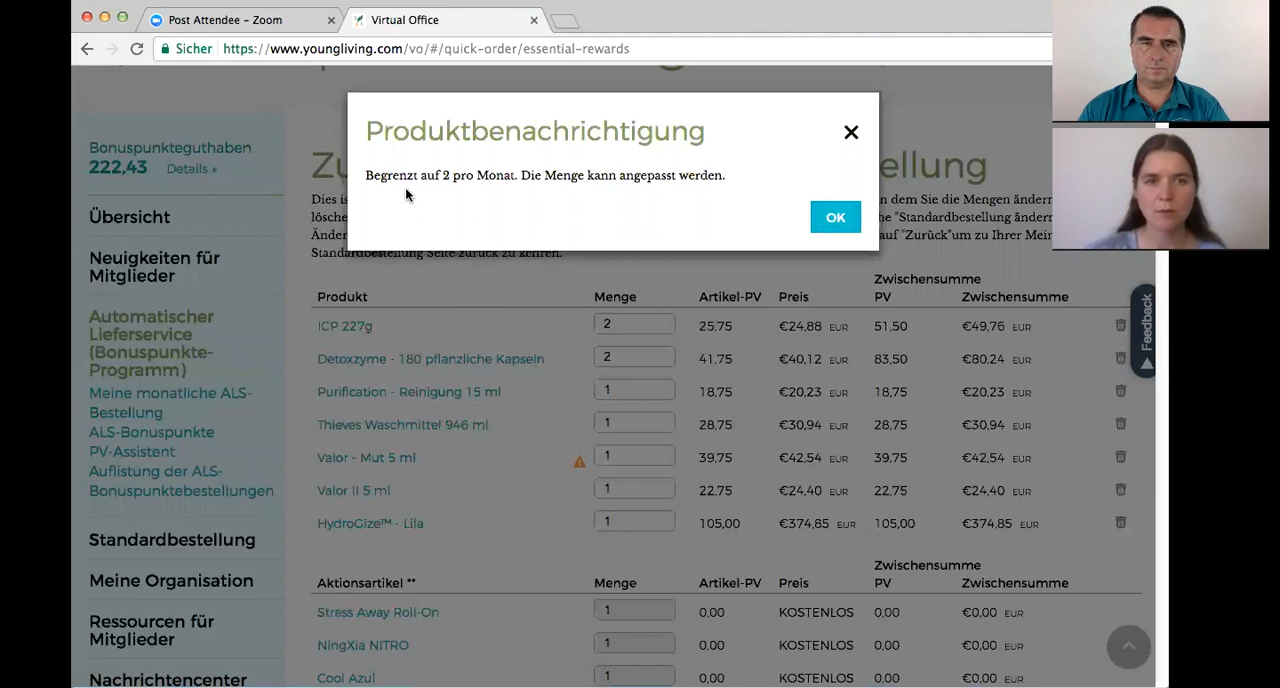 Post Attendee - Zoom
Virtual Office
Sicher https://www.youngliving.com/vo/#/quick-order/essential-rewards
Produktbenachrichtigung
Begrenzt auf 2 pro Monat. Die Menge kann angepasst werden.
OK
Bonuspunkteguthaben
222,43 Details »
Übersicht
Neuigkeiten für
Mitglieder
Automatischer
Lieferservice
(Bonuspunkte-
Programm)
Meine monatliche ALS-
Bestellung
ALS-Bonuspunkte
PV-Assistent
Auflistung der ALS-
Bonuspunktebestellungen
Standardbestellung
Meine Organisation
Ressourcen für
Mitglieder
Nachrichtencenter
Zu
ellung
Dies is
n dem Sie die Mengen ändern
lösche
he "Standardbestellung ändern
Änder
auf "Zurück"um zu Ihrer Mein
Standardbestellung Seite zurück zu kehren.
Produkt Menge Artikel-PV Preis Zwischensumme PV Zwischensumme
ICP 227g 2 25,75 €24,88 EUR 51,50 €49,76 EUR
Detoxzyme - 180 pflanzliche Kapseln 2 41,75 €40,12 EUR 83,50 €80,24 EUR
Purification - Reinigung 15 ml 1 18,75 €20,23 EUR 18,75 €20,23 EUR
Thieves Waschmittel 946 ml 1 28,75 €30,94 EUR 28,75 €30,94 EUR
Valor - Mut 5 ml 1 39,75 €42,54 EUR 39,75 €42,54 EUR
Valor II 5 ml 1 22,75 €24,40 EUR 22,75 €24,40 EUR
HydroGize™ - Lila 1 105,00 €374,85 EUR 105,00 €374,85 EUR
Aktionsartikel ** Menge Artikel-PV Preis Zwischensumme PV Zwischensumme
Stress Away Roll-On 1 0,00 KOSTENLOS 0,00 €0,00 EUR
NingXia NITRO 1 0,00 KOSTENLOS 0,00 €0,00 EUR
Cool Azul 1 0,00 KOSTENLOS 0,00 €0,00 EUR
Feedback